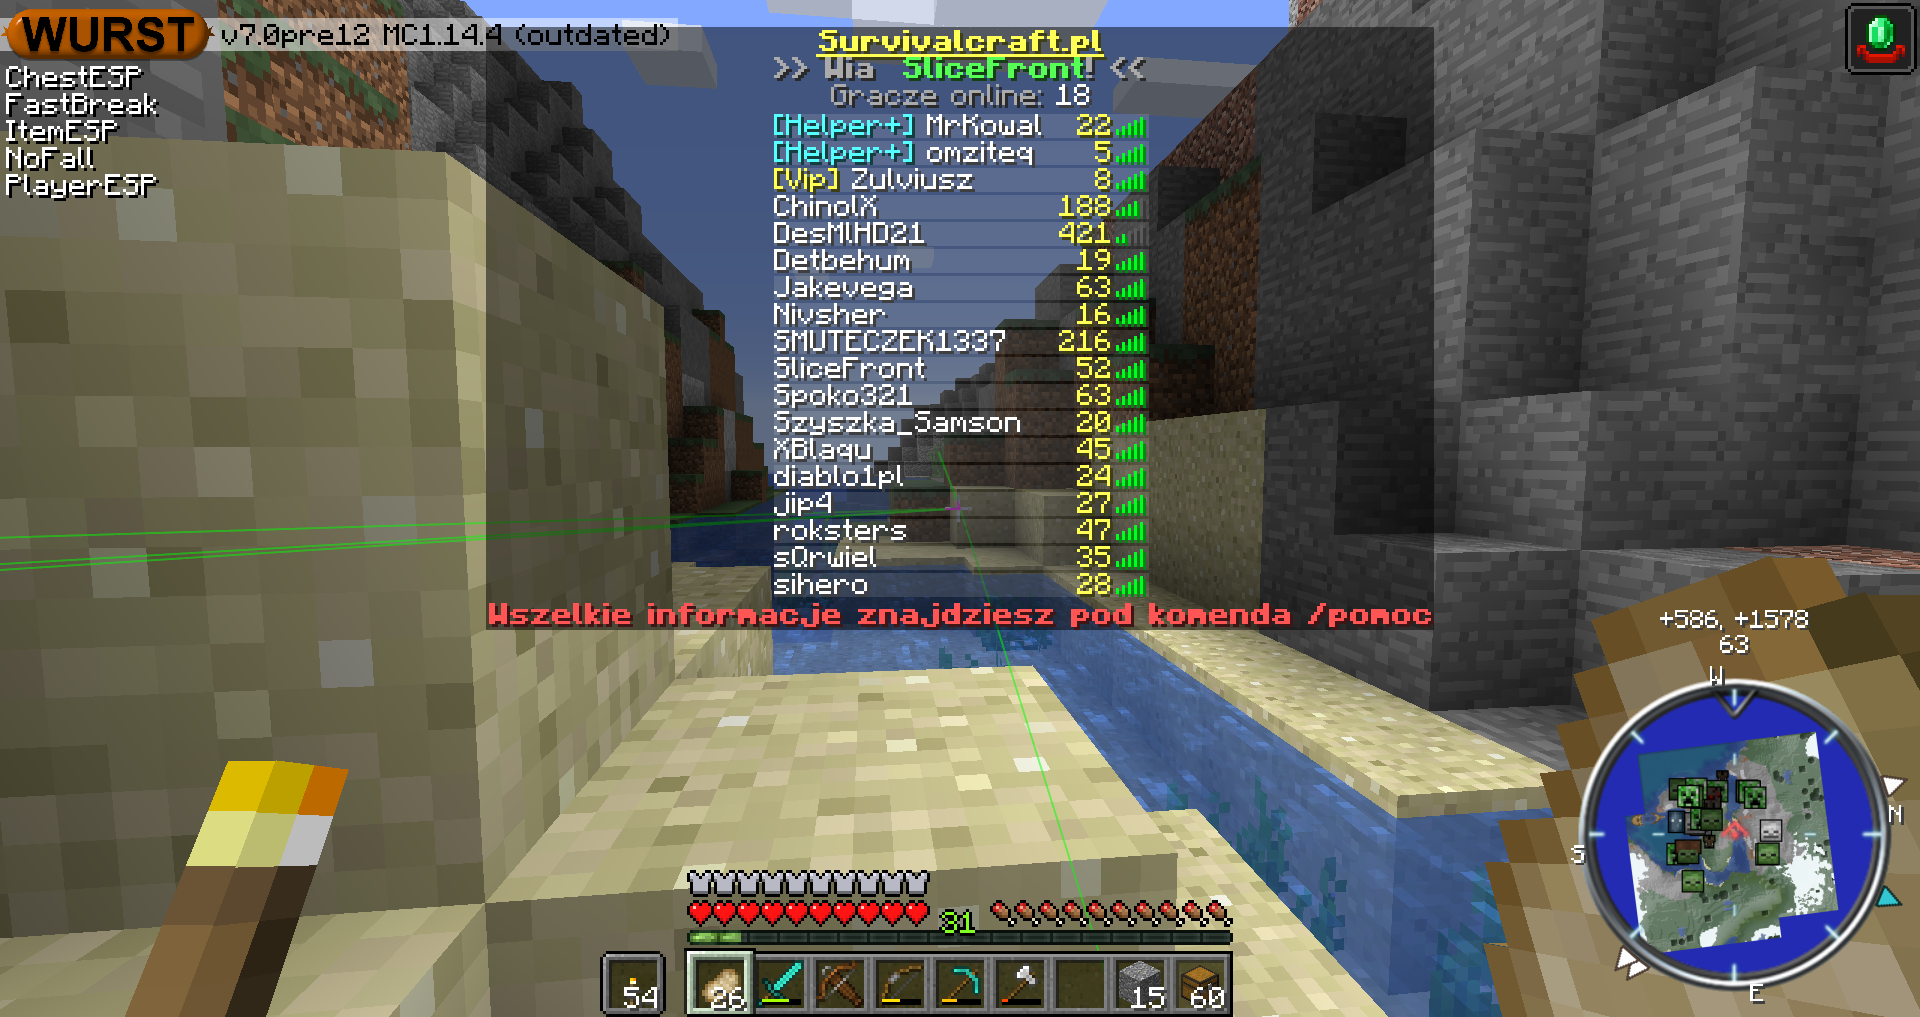 WURST v7.0pre12 MC1.14.4 (outdated)
ChestESP
FastBreak
ItemESP
NoFall
PlayerESP
Survivalcraft.pl
>> Wia SliceFront! <<
Gracze online: 18
[Helper+] MrKowal 22
[Helper+] omziteq 5
[Vip] Zulviusz 8
ChinolX 188
DesMlHD21 421
Detbehum 19
Jakevega 63
Nivsher 16
SMUTECZEK1337 216
SliceFront 52
Spoko321 63
Szyszka_Samson 20
XBlaqu 45
diablo1pl 24
jip4 27
roksters 47
sQrwiel 35
sihero 28
Wszelkie informacje znajdziesz pod komenda /pomoc
+586, +1578
63
W
N
S
E
31
54
26
15
60